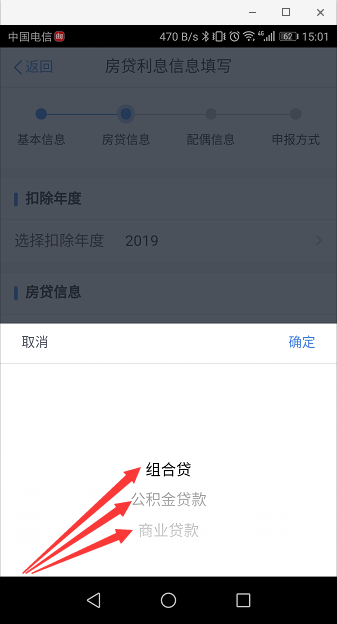 中国电信 470 B/s 4G 62 15:01
返回 房贷利息信息填写
基本信息 房贷信息 配偶信息 申报方式
扣除年度
选择扣除年度 2019
房贷信息
取消 确定
组合贷
公积金贷款
商业贷款